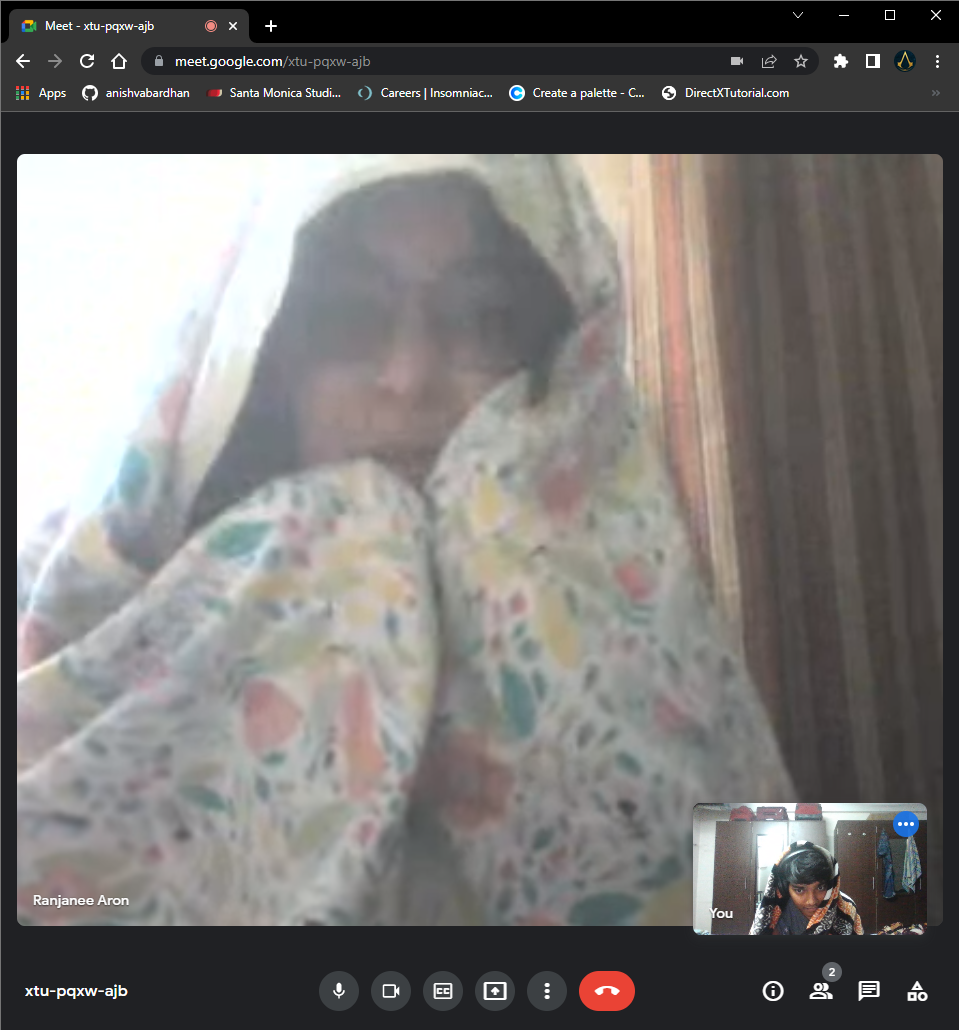 Meet - xtu-pqxw-ajb
meet.google.com/xtu-pqxw-ajb
Apps
anishvabardhan
Santa Monica Studi...
Careers | Insomniac...
Create a palette - C...
DirectXTutorial.com
»
Ranjanee Aron
You
xtu-pqxw-ajb
CC
2